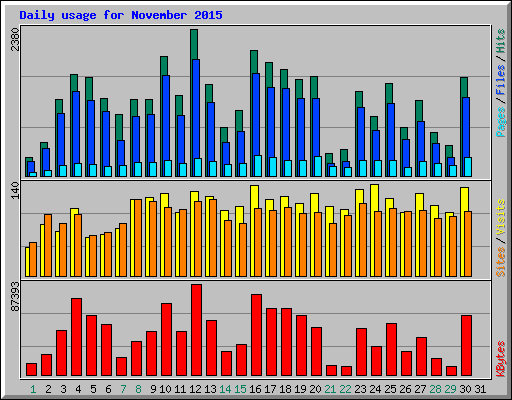 Daily usage for November 2015
2380
Pages / Files / Hits
140
Sites / Visits
87393
KBytes
1 2 3 4 5 6 7 8 9 10 11 12 13 14 15 16 17 18 19 20 21 22 23 24 25 26 27 28 29 30 31